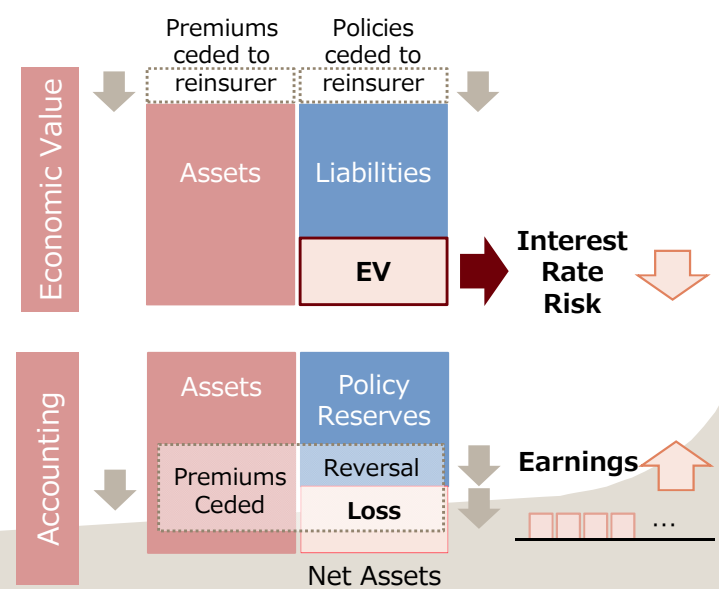 Premiums
ceded to
reinsurer
Policies
ceded to
reinsurer
Economic Value
Assets
Liabilities
EV
Interest
Rate
Risk
Accounting
Assets
Policy
Reserves
Premiums
Ceded
Reversal
Loss
Earnings
...
Net Assets